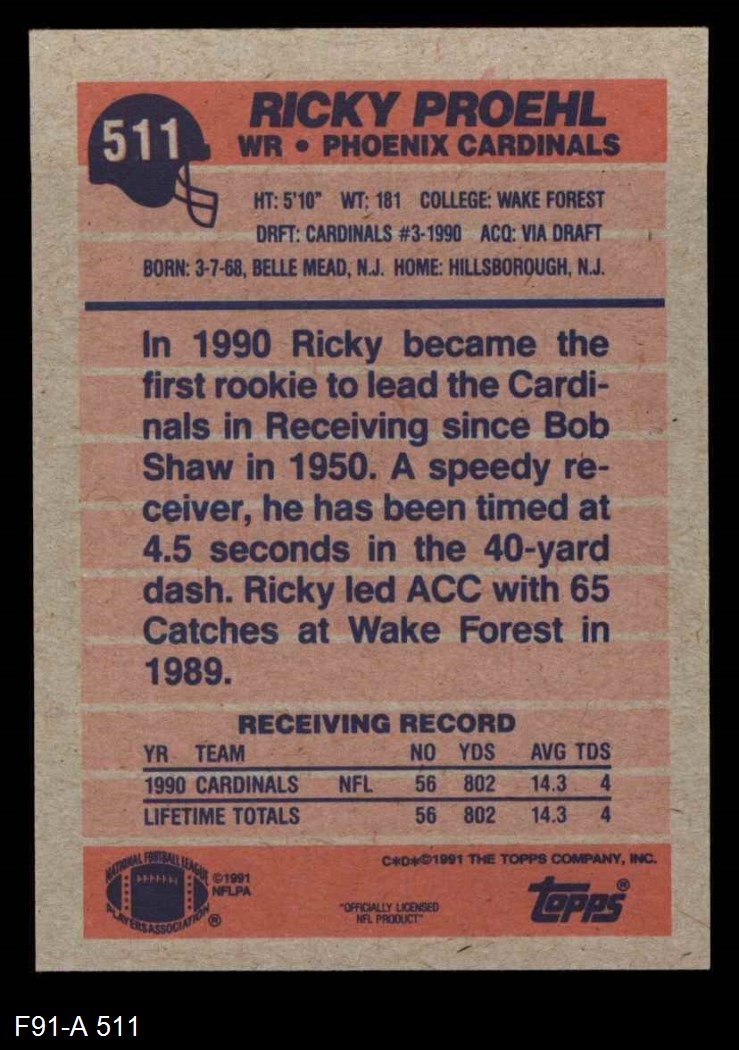 511
RICKY PROEHL
WR • PHOENIX CARDINALS
HT: 5'10" WT: 181 COLLEGE: WAKE FOREST
DRFT: CARDINALS #3-1990 ACQ: VIA DRAFT
BORN: 3-7-68, BELLE MEAD, N.J. HOME: HILLSBOROUGH, N.J.
In 1990 Ricky became the
first rookie to lead the Cardi-
nals in Receiving since Bob
Shaw in 1950. A speedy re-
ceiver, he has been timed at
4.5 seconds in the 40-yard
dash. Ricky led ACC with 65
Catches at Wake Forest in
1989.
RECEIVING RECORD
YR TEAM NO YDS AVG TDS
1990 CARDINALS NFL 56 802 14.3 4
LIFETIME TOTALS 56 802 14.3 4
NATIONAL FOOTBALL LEAGUE
PLAYERS ASSOCIATION ®
©1991
NFLPA
C*D*©1991 THE TOPPS COMPANY, INC.
"OFFICIALLY LICENSED
NFL PRODUCT"
topps®
F91-A 511